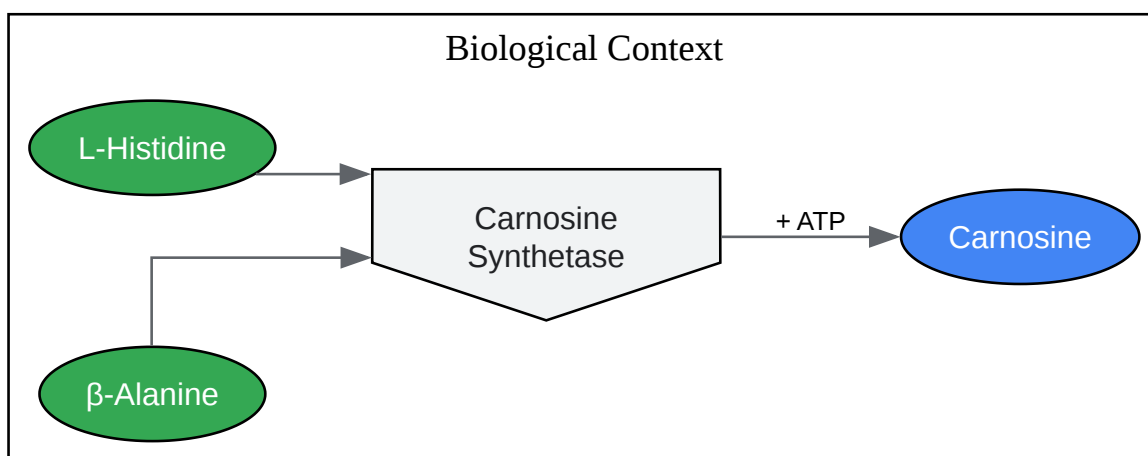 Biological Context
L-Histidine
Carnosine
Synthetase
+ ATP
Carnosine
β-Alanine